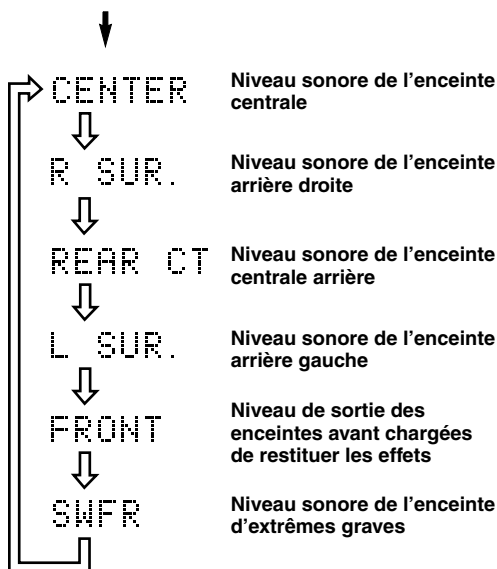 CENTER
Niveau sonore de l'enceinte
centrale
R SUR.
Niveau sonore de l'enceinte
arrière droite
REAR CT
Niveau sonore de l'enceinte
centrale arrière
L SUR.
Niveau sonore de l'enceinte
arrière gauche
FRONT
Niveau de sortie des
enceintes avant chargées
de restituer les effets
SWFR
Niveau sonore de l'enceinte
d'extrêmes graves